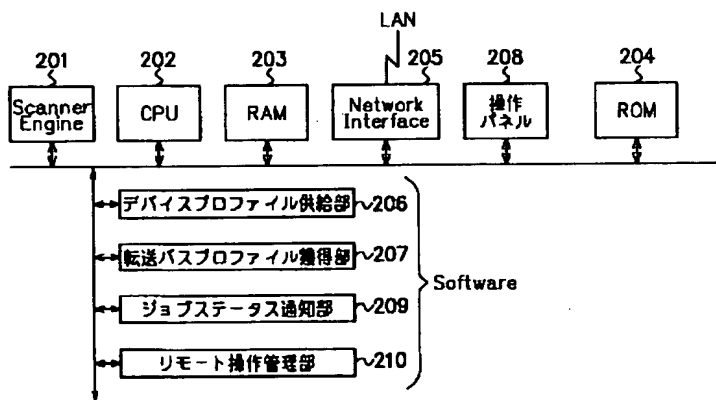 LAN
201
202
203
205
208
204
Scanner
Engine
CPU
RAM
Network
Interface
操作
パネル
ROM
デバイスプロファイル供給部
206
転送パスプロファイル獲得部
207
ジョブステータス通知部
209
リモート操作管理部
210
Software